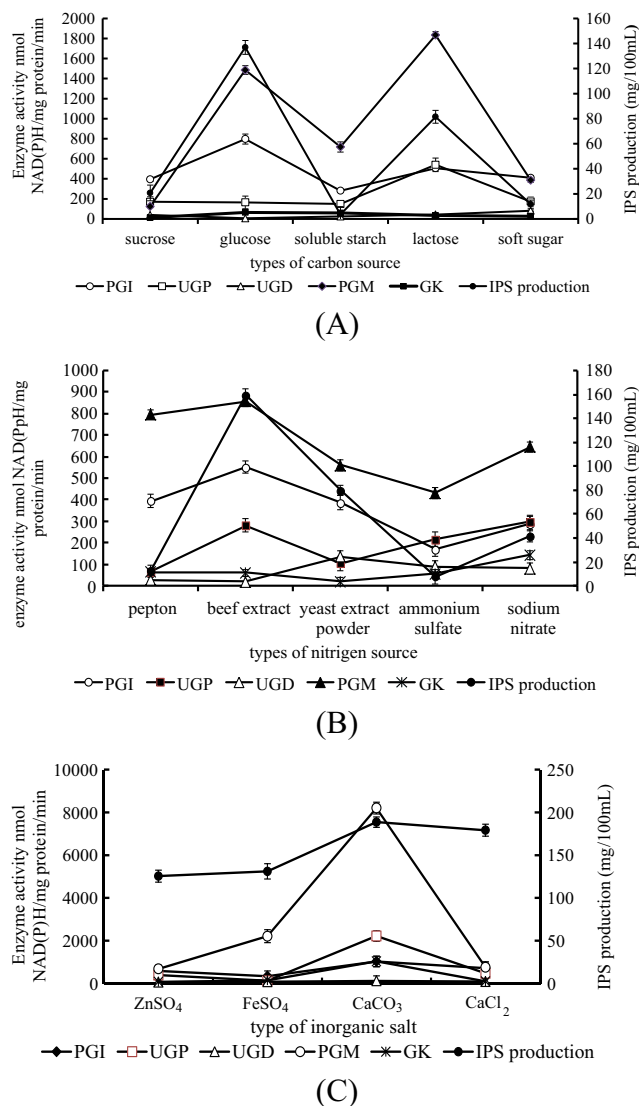 Enzyme activity nmol
NAD(P)H/mg protein/min
2000
1800
1600
1400
1200
1000
800
600
400
200
0
160
140
120
100
80
60
40
20
0
IPS production (mg/100mL)
sucrose glucose soluble starch lactose soft sugar
types of carbon source
PGI UGP UGD PGM GK IPS production
(A)
enzyme activity nmol NAD(PpH/mg
protein/min
1000
900
800
700
600
500
400
300
200
100
0
180
160
140
120
100
80
60
40
20
0
IPS production (mg/100mL)
pepton beef extract yeast extract ammonium sodium
powder sulfate nitrate
types of nitrigen source
PGI UGP UGD PGM GK IPS production
(B)
Enzyme activity nmol
NAD(P)H/mg protein/min
10000
8000
6000
4000
2000
0
250
200
150
100
50
0
IPS production (mg/100mL)
ZnSO4 FeSO4 CaCO3 CaCl2
type of inorganic salt
PGI UGP UGD PGM GK IPS production
(C)